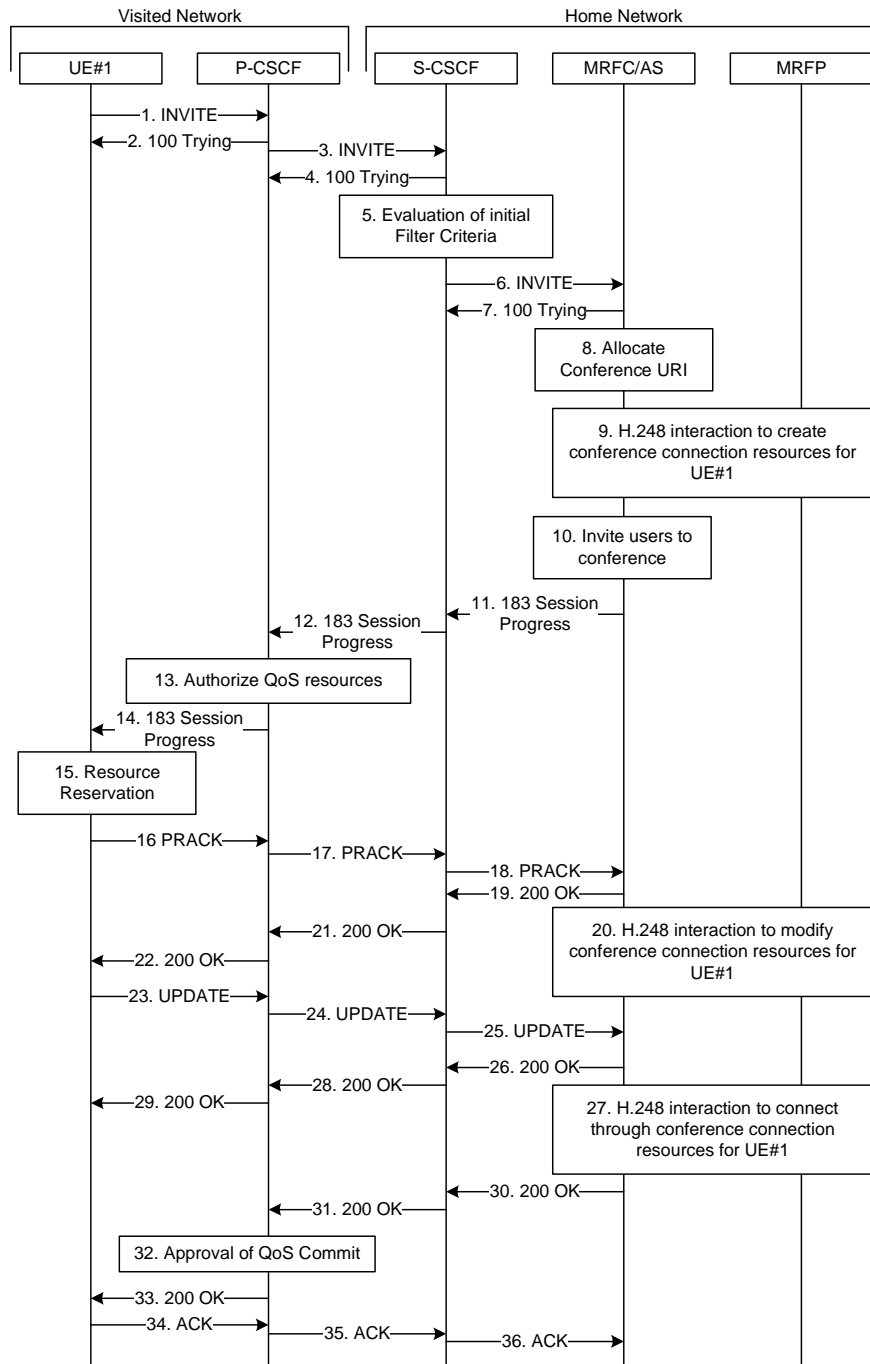 Visited Network
Home Network
UE#1
P-CSCF
S-CSCF
MRFC/AS
MRFP
1. INVITE
2. 100 Trying
3. INVITE
4. 100 Trying
5. Evaluation of initial
Filter Criteria
6. INVITE
7. 100 Trying
8. Allocate
Conference URI
9. H.248 interaction to create
conference connection resources for
UE#1
10. Invite users to
conference
11. 183 Session
Progress
12. 183 Session
Progress
13. Authorize QoS resources
14. 183 Session
Progress
15. Resource
Reservation
16 PRACK
17. PRACK
18. PRACK
19. 200 OK
20. H.248 interaction to modify
conference connection resources for
UE#1
21. 200 OK
22. 200 OK
23. UPDATE
24. UPDATE
25. UPDATE
26. 200 OK
27. H.248 interaction to connect
through conference connection
resources for UE#1
28. 200 OK
29. 200 OK
30. 200 OK
31. 200 OK
32. Approval of QoS Commit
33. 200 OK
34. ACK
35. ACK
36. ACK